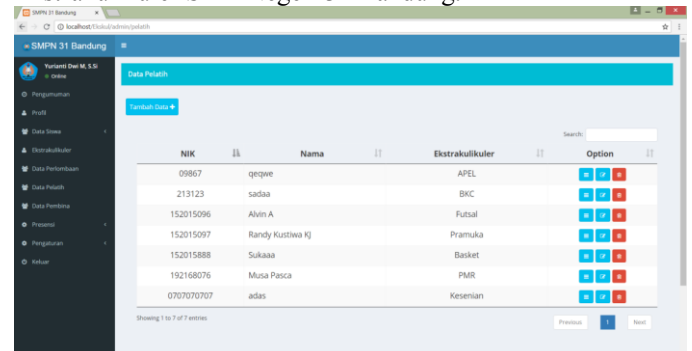 SMPN 31 Bandung
localhost/Ekskul/admin/pelatih
SMPN 31 Bandung
Yurianti Dwi M, S.Si
Online
Pengumuman
Profil
Data Siswa
Ekstrakulikuler
Data Perlombaan
Data Pelatih
Data Pembina
Presensi
Pengaturan
Keluar
Data Pelatih
Tambah Data +
Search:
NIK Nama Ekstrakulikuler Option
09867 qeqwe APEL
213123 sadaa BKC
152015096 Alvin A Futsal
152015097 Randy Kustiwa KJ Pramuka
152015888 Sukaaa Basket
192168076 Musa Pasca PMR
0707070707 adas Kesenian
Showing 1 to 7 of 7 entries
Previous 1 Next